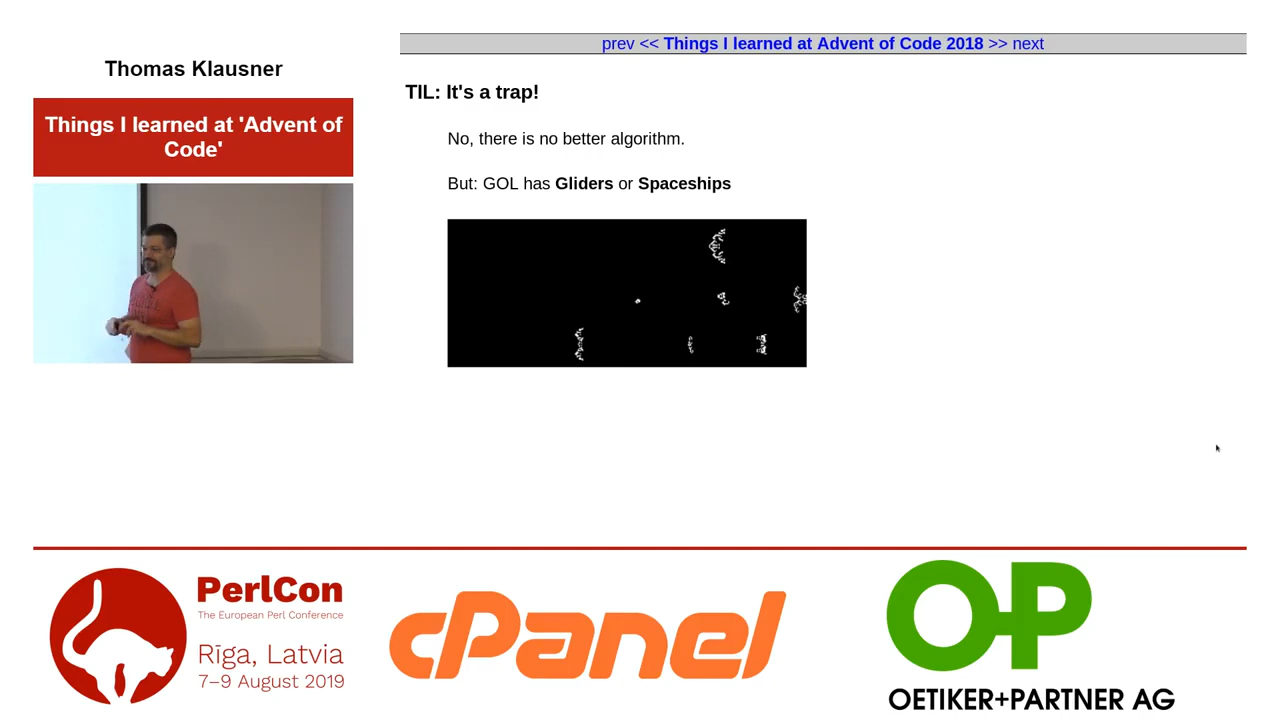 Thomas Klausner
Things I learned at 'Advent of
Code'
prev << Things I learned at Advent of Code 2018 >> next
TIL: It's a trap!
No, there is no better algorithm.
But: GOL has Gliders or Spaceships
PerlCon
The European Perl Conference
Rīga, Latvia
7–9 August 2019
cPanel
O+P
OETIKER+PARTNER AG